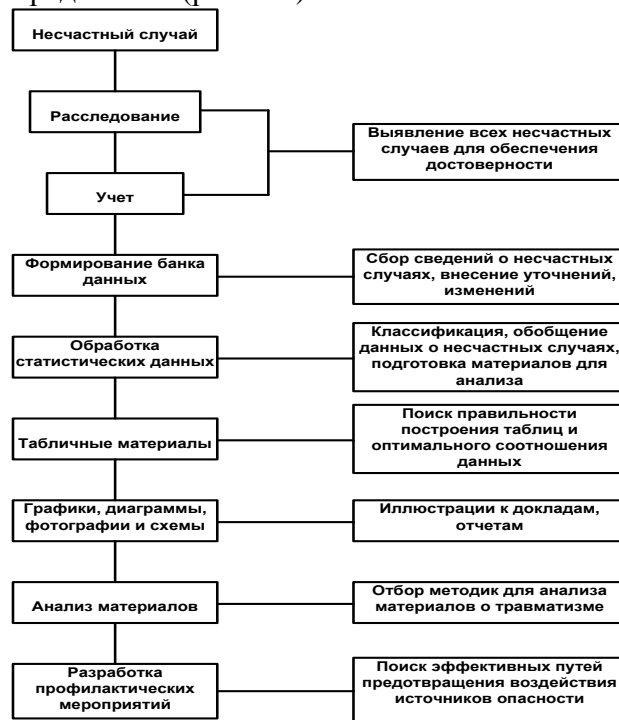 Несчастный случай
Расследование
Выявление всех несчастных
случаев для обеспечения
достоверности
Учет
Формирование банка
данных
Сбор сведений о несчастных
случаях, внесение уточнений,
изменений
Обработка
статистических данных
Классификация, обобщение
данных о несчастных случаях,
подготовка материалов для
анализа
Табличные материалы
Поиск правильности
построения таблиц и
оптимального соотношения
данных
Графики, диаграммы,
фотографии и схемы
Иллюстрации к докладам,
отчетам
Анализ материалов
Отбор методик для анализа
материалов о травматизме
Разработка
профилактических
мероприятий
Поиск эффективных путей
предотвращения воздействия
источников опасности